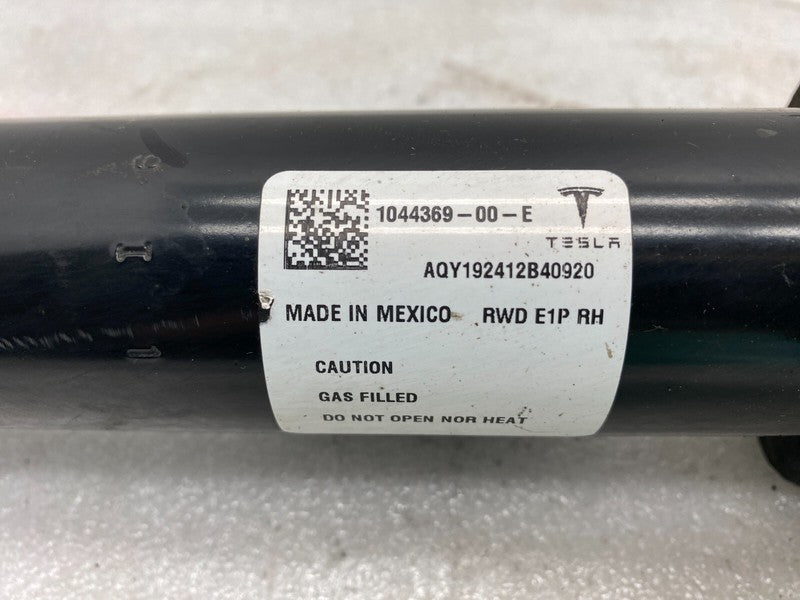 1044369-00-E
TESLA
AQY192412B40920
MADE IN MEXICO RWD E1P RH
CAUTION
GAS FILLED
DO NOT OPEN NOR HEAT